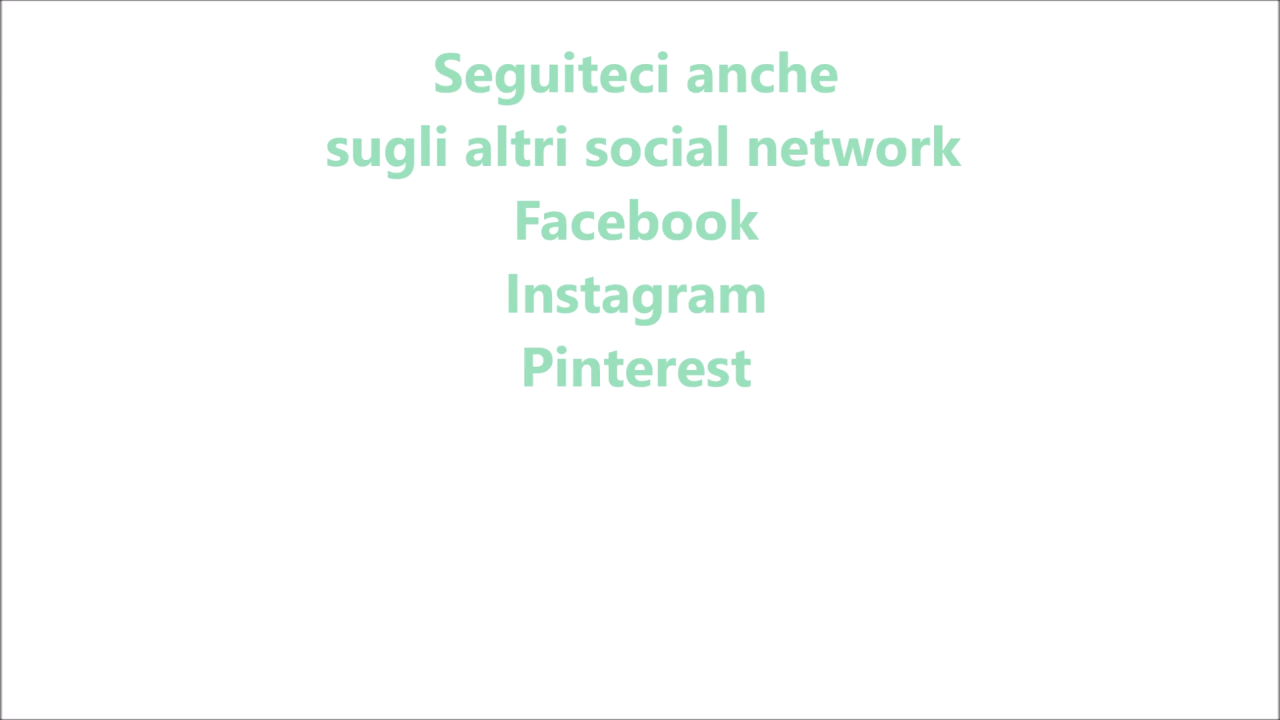 Seguiteci anche
sugli altri social network
Facebook
Instagram
Pinterest